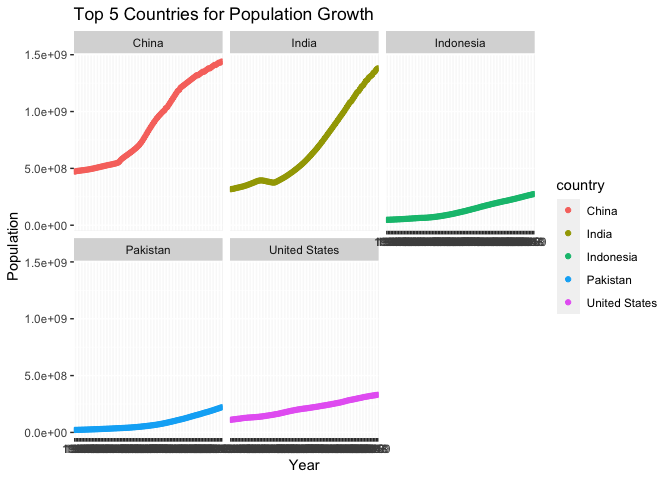 Top 5 Countries for Population Growth
China
India
Indonesia
1.5e+09
1.0e+09
5.0e+08
0.0e+00
Population
Pakistan
United States
1.5e+09
1.0e+09
5.0e+08
0.0e+00
Year
country
China
India
Indonesia
Pakistan
United States